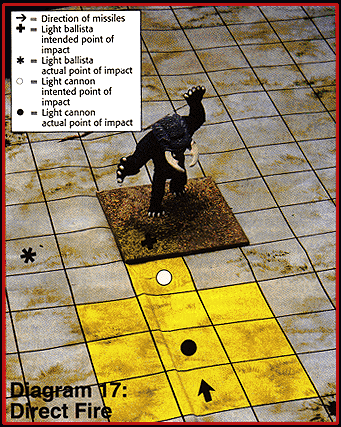 → = Direction of missiles
✚ = Light ballista
intended point of
impact
* = Light ballista
actual point of impact
○ = Light cannon
intented point of
impact
● = Light cannon
actual point of impact
Diagram 17:
Direct Fire